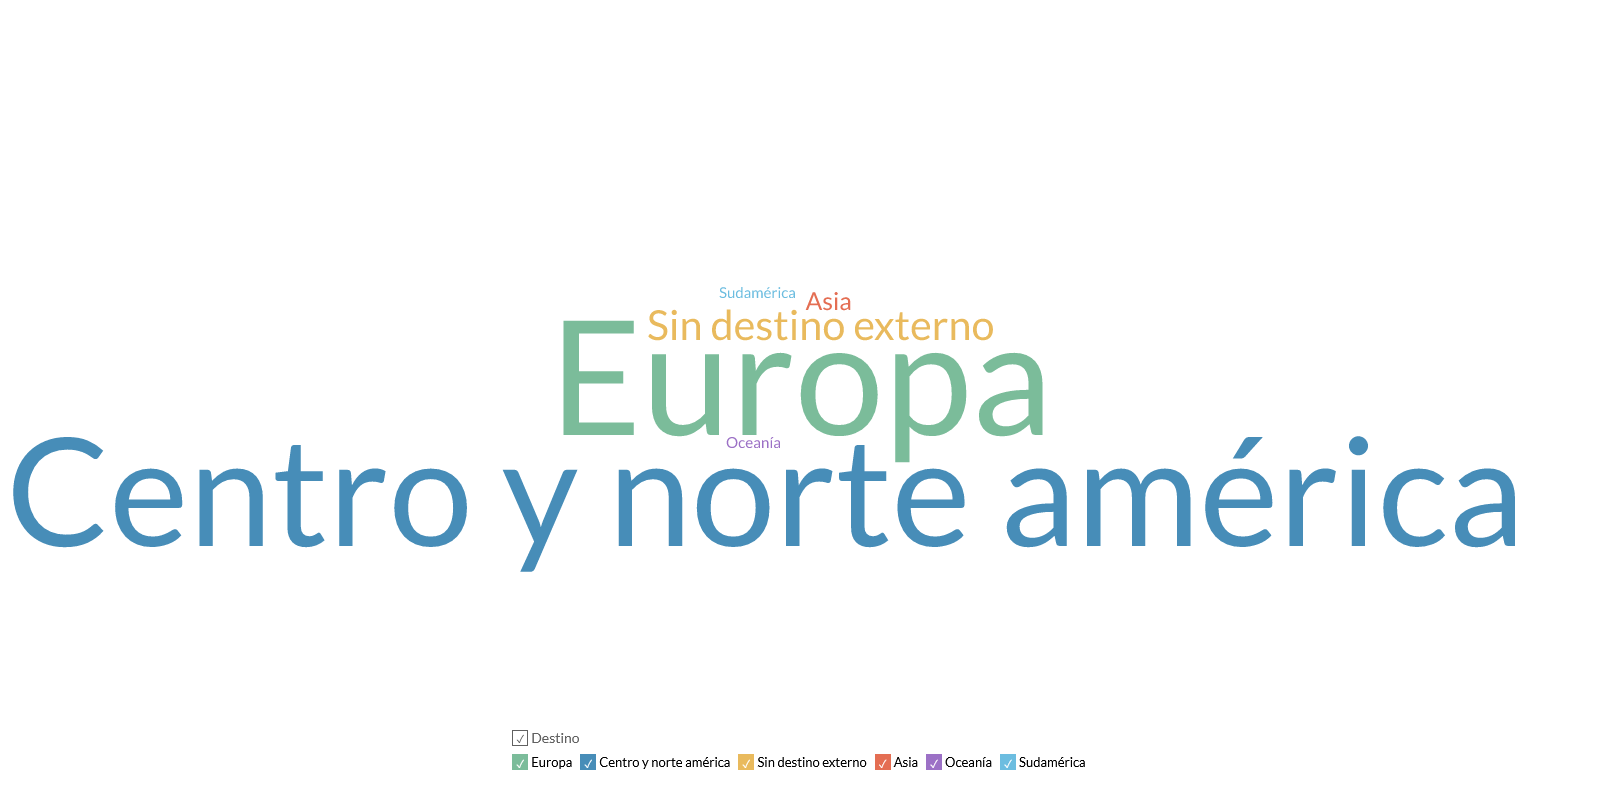 Sudamérica
Asia
Sin destino externo
Europa
Oceanía
Centro y norte américa
Destino
Europa Centro y norte américa Sin destino externo Asia Oceanía Sudamérica